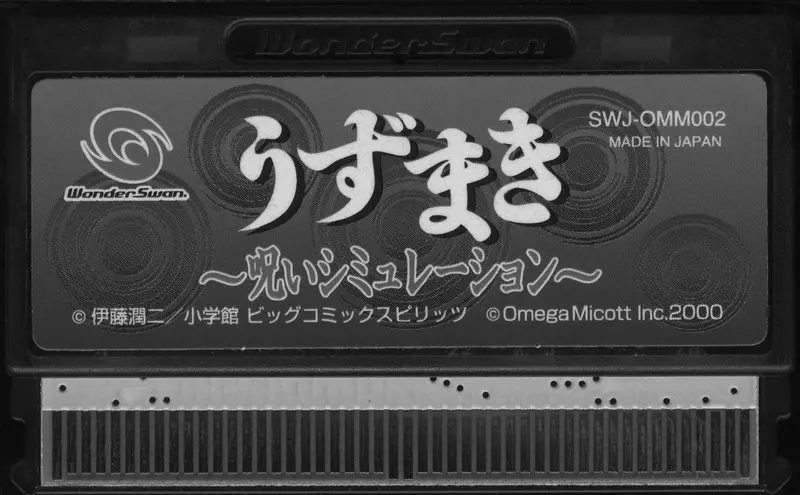 WonderSwan
SWJ-OMM002
MADE IN JAPAN
WonderSwan.
うずまき
～呪いシミュレーション～
© 伊藤潤二／小学館 ビッグコミックスピリッツ © Omega Micott Inc.2000